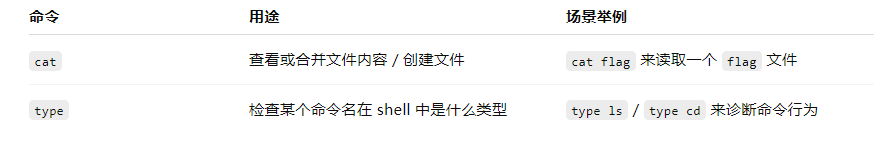 命令 用途 场景举例
cat 查看或合并文件内容 / 创建文件 cat flag 来读取一个 flag 文件
type 检查某个命令名在 shell 中是什么类型 type ls / type cd 来诊断命令行为